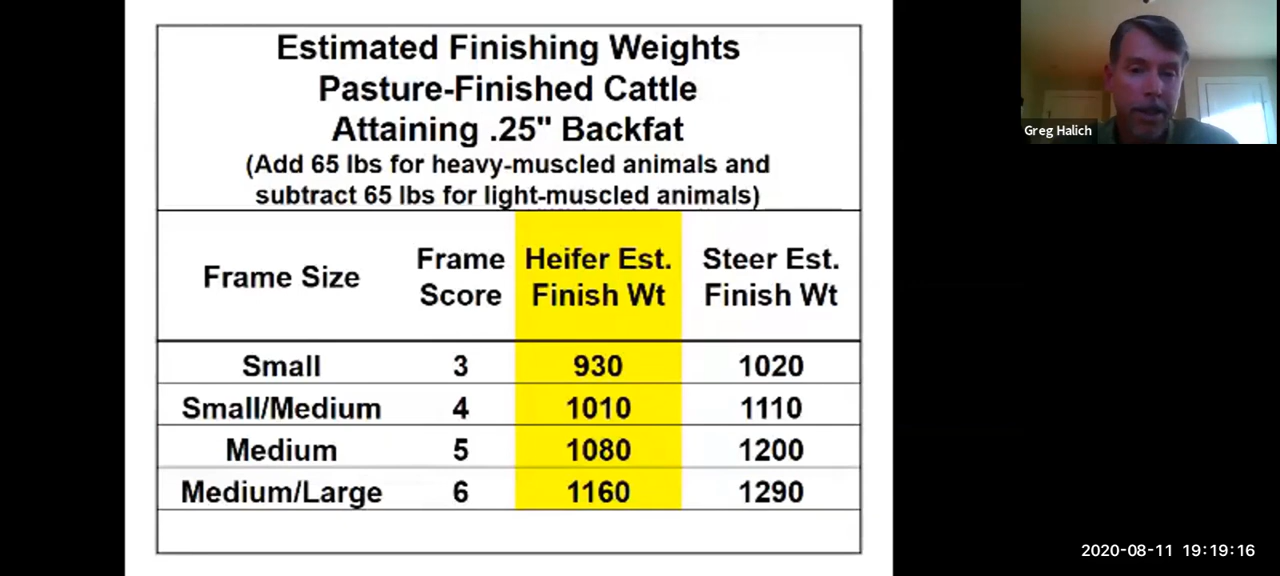 Estimated Finishing Weights
Pasture-Finished Cattle
Attaining .25" Backfat
(Add 65 lbs for heavy-muscled animals and
subtract 65 lbs for light-muscled animals)
Frame Size
Frame
Score
Heifer Est.
Finish Wt
Steer Est.
Finish Wt
Small 3 930 1020
Small/Medium 4 1010 1110
Medium 5 1080 1200
Medium/Large 6 1160 1290
Greg Halich
2020-08-11 19:19:16